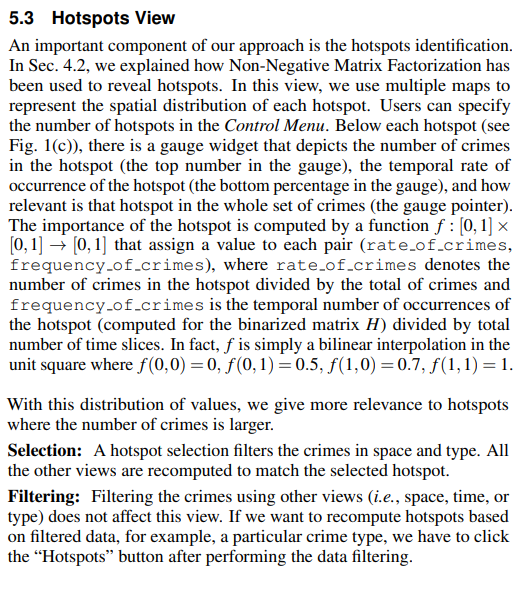 5.3 Hotspots View
An important component of our approach is the hotspots identification.
In Sec. 4.2, we explained how Non-Negative Matrix Factorization has
been used to reveal hotspots. In this view, we use multiple maps to
represent the spatial distribution of each hotspot. Users can specify
the number of hotspots in the Control Menu. Below each hotspot (see
Fig. 1(c)), there is a gauge widget that depicts the number of crimes
in the hotspot (the top number in the gauge), the temporal rate of
occurrence of the hotspot (the bottom percentage in the gauge), and how
relevant is that hotspot in the whole set of crimes (the gauge pointer).
The importance of the hotspot is computed by a function f : [0,1] ×
[0,1] → [0,1] that assign a value to each pair (rate_of_crimes,
frequency_of_crimes), where rate_of_crimes denotes the
number of crimes in the hotspot divided by the total of crimes and
frequency_of_crimes is the temporal number of occurrences of
the hotspot (computed for the binarized matrix H) divided by total
number of time slices. In fact, f is simply a bilinear interpolation in the
unit square where f(0,0) = 0, f(0,1) = 0.5, f(1,0) = 0.7, f(1,1) = 1.
With this distribution of values, we give more relevance to hotspots
where the number of crimes is larger.
Selection: A hotspot selection filters the crimes in space and type. All
the other views are recomputed to match the selected hotspot.
Filtering: Filtering the crimes using other views (i.e., space, time, or
type) does not affect this view. If we want to recompute hotspots based
on filtered data, for example, a particular crime type, we have to click
the “Hotspots” button after performing the data filtering.